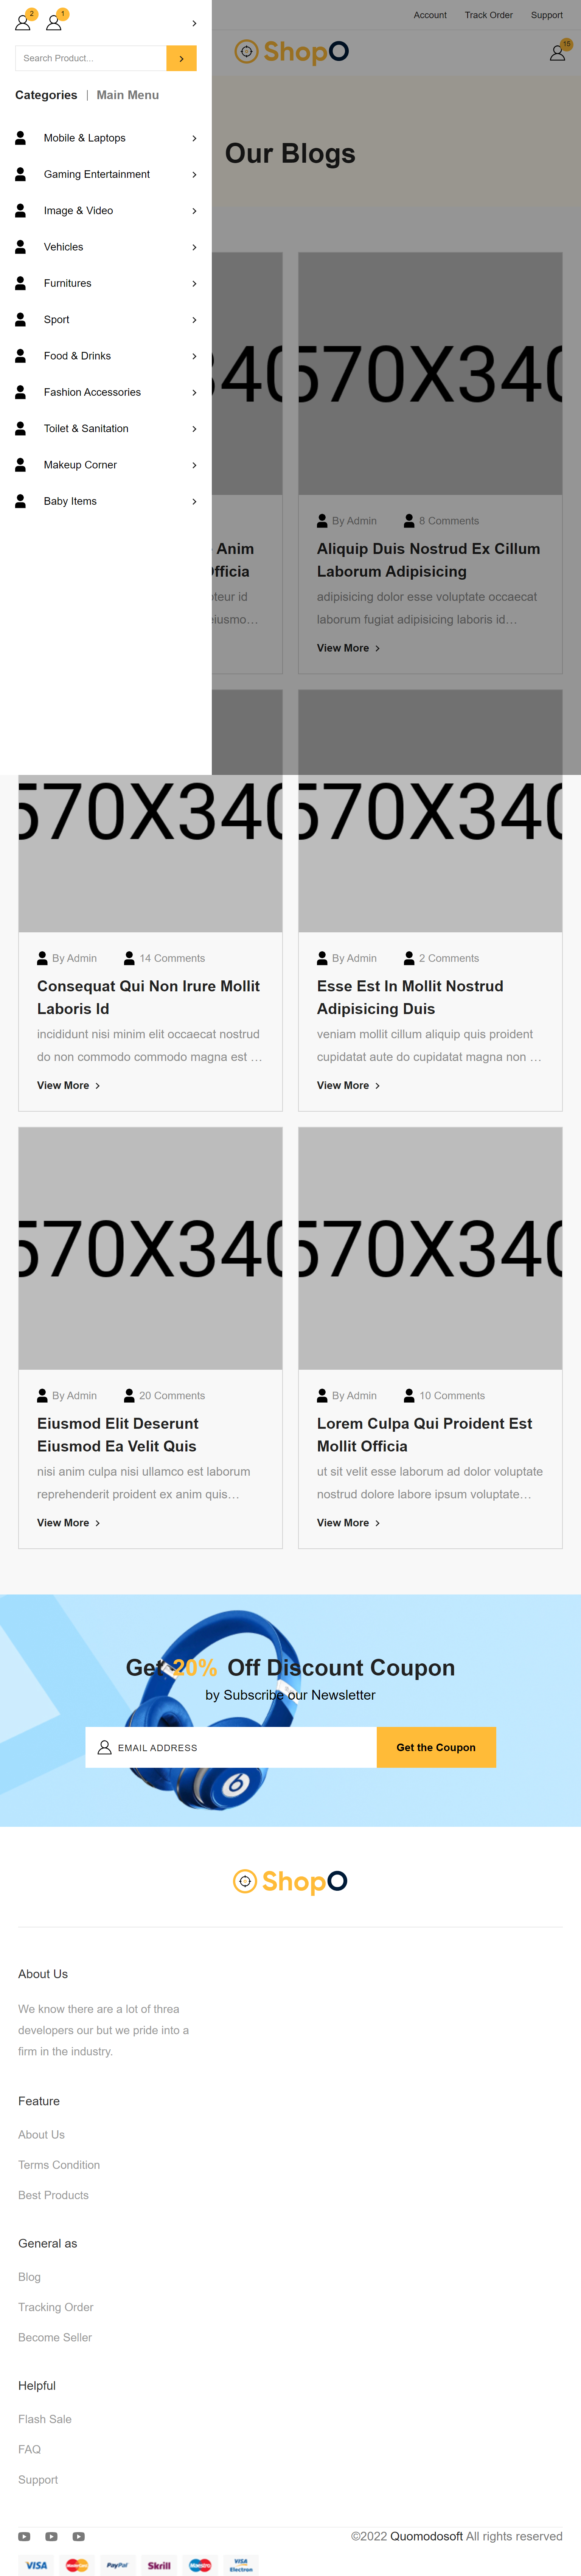 2 1
Account Track Order Support
Search Product...
ShopO
15
Categories | Main Menu
Our Blogs
Mobile & Laptops
Gaming Entertainment
Image & Video
Vehicles
Furnitures
Sport
Food & Drinks
Fashion Accessories
Toilet & Sanitation
Makeup Corner
Baby Items
570X340
By Admin 8 Comments
Anim
Aliquip Duis Nostrud Ex Cillum
Officia
Laborum Adipisicing
id
adipisicing dolor esse voluptate occaecat
laborum fugiat adipisicing laboris id…
View More
570X340
570X340
By Admin 14 Comments
Consequat Qui Non Irure Mollit
Laboris Id
incididunt nisi minim elit occaecat nostrud
do non commodo commodo magna est …
View More
By Admin 2 Comments
Esse Est In Mollit Nostrud
Adipisicing Duis
veniam mollit cillum aliquip quis proident
cupidatat aute do cupidatat magna non …
View More
570X340
570X340
By Admin 20 Comments
Eiusmod Elit Deserunt
Eiusmod Ea Velit Quis
nisi anim culpa nisi ullamco est laborum
reprehenderit proident ex anim quis…
View More
By Admin 10 Comments
Lorem Culpa Qui Proident Est
Mollit Officia
ut sit velit esse laborum ad dolor voluptate
nostrud dolore labore ipsum voluptate…
View More
Get 20% Off Discount Coupon
by Subscribe our Newsletter
EMAIL ADDRESS
Get the Coupon
ShopO
About Us
We know there are a lot of threa
developers our but we pride into a
firm in the industry.
Feature
About Us
Terms Condition
Best Products
General as
Blog
Tracking Order
Become Seller
Helpful
Flash Sale
FAQ
Support
©2022 Quomodosoft All rights reserved
VISA MasterCard PayPal Skrill Maestro VISA Electron